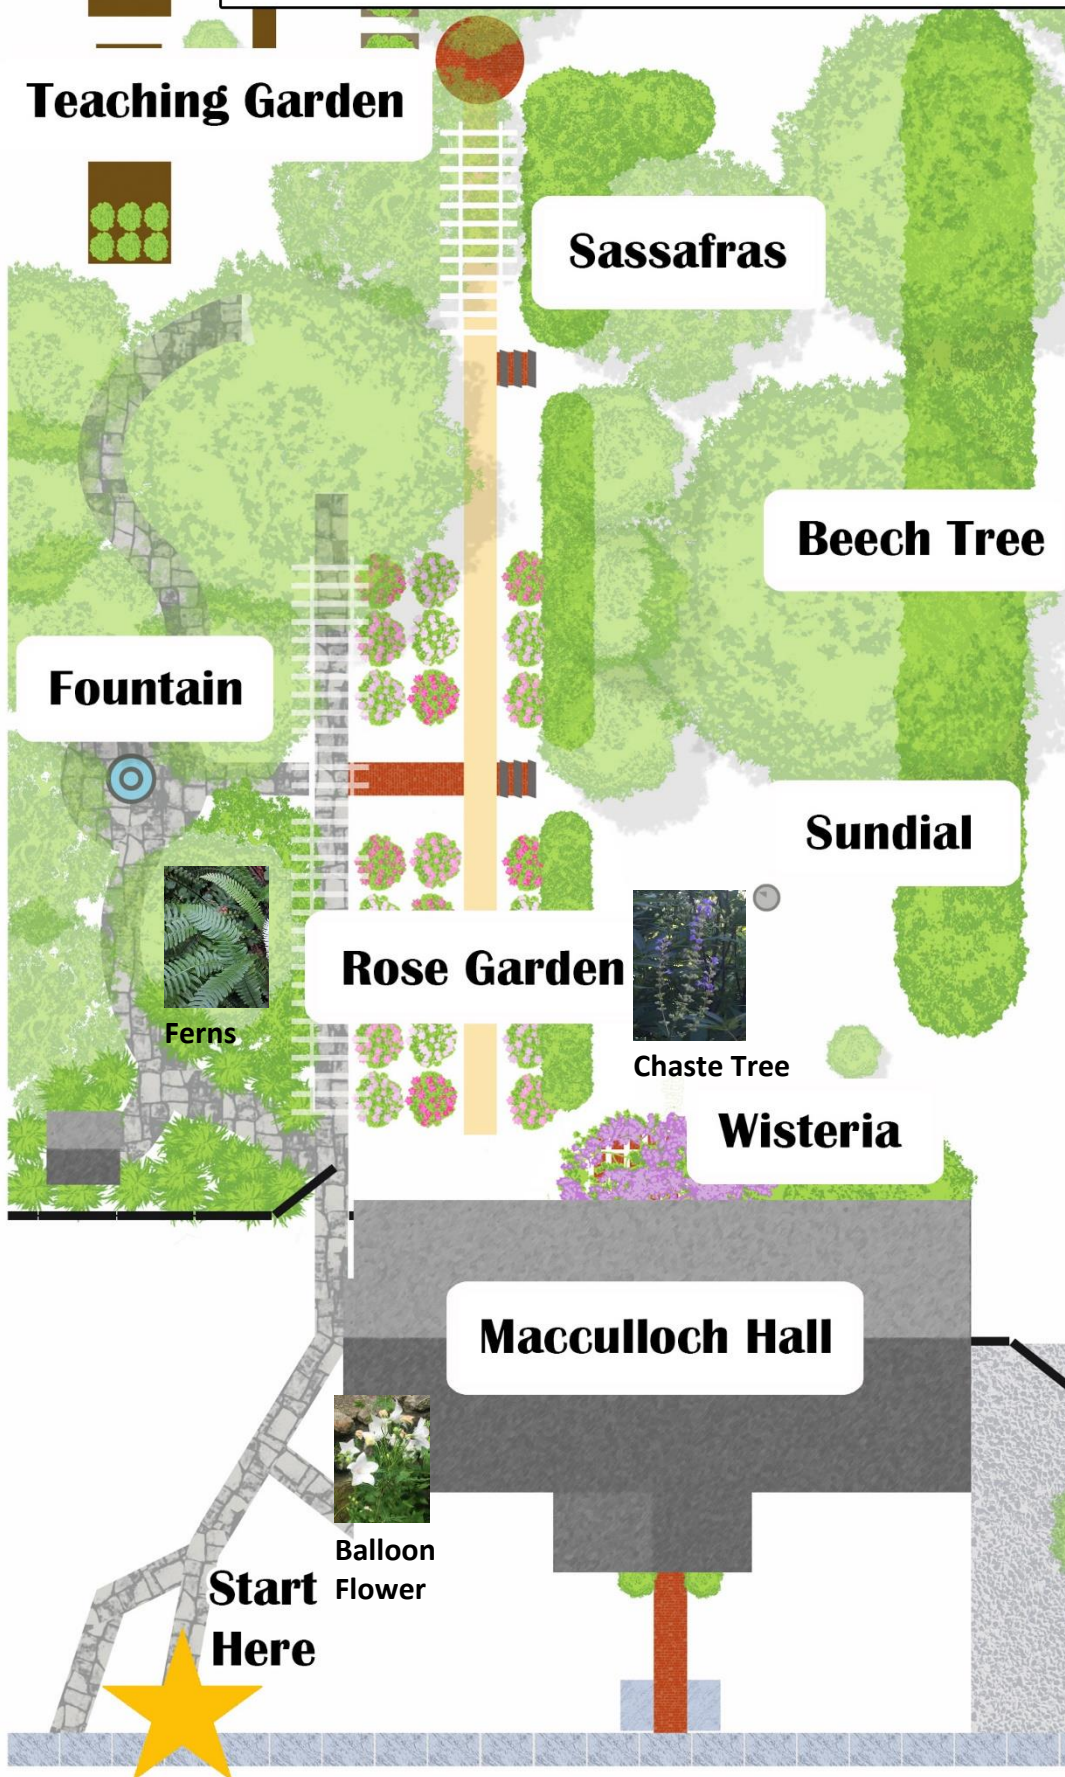 Teaching Garden
Sassafras
Beech Tree
Fountain
Sundial
Rose Garden
Ferns
Chaste Tree
Wisteria
Macculloch Hall
Balloon
Flower
Start
Here